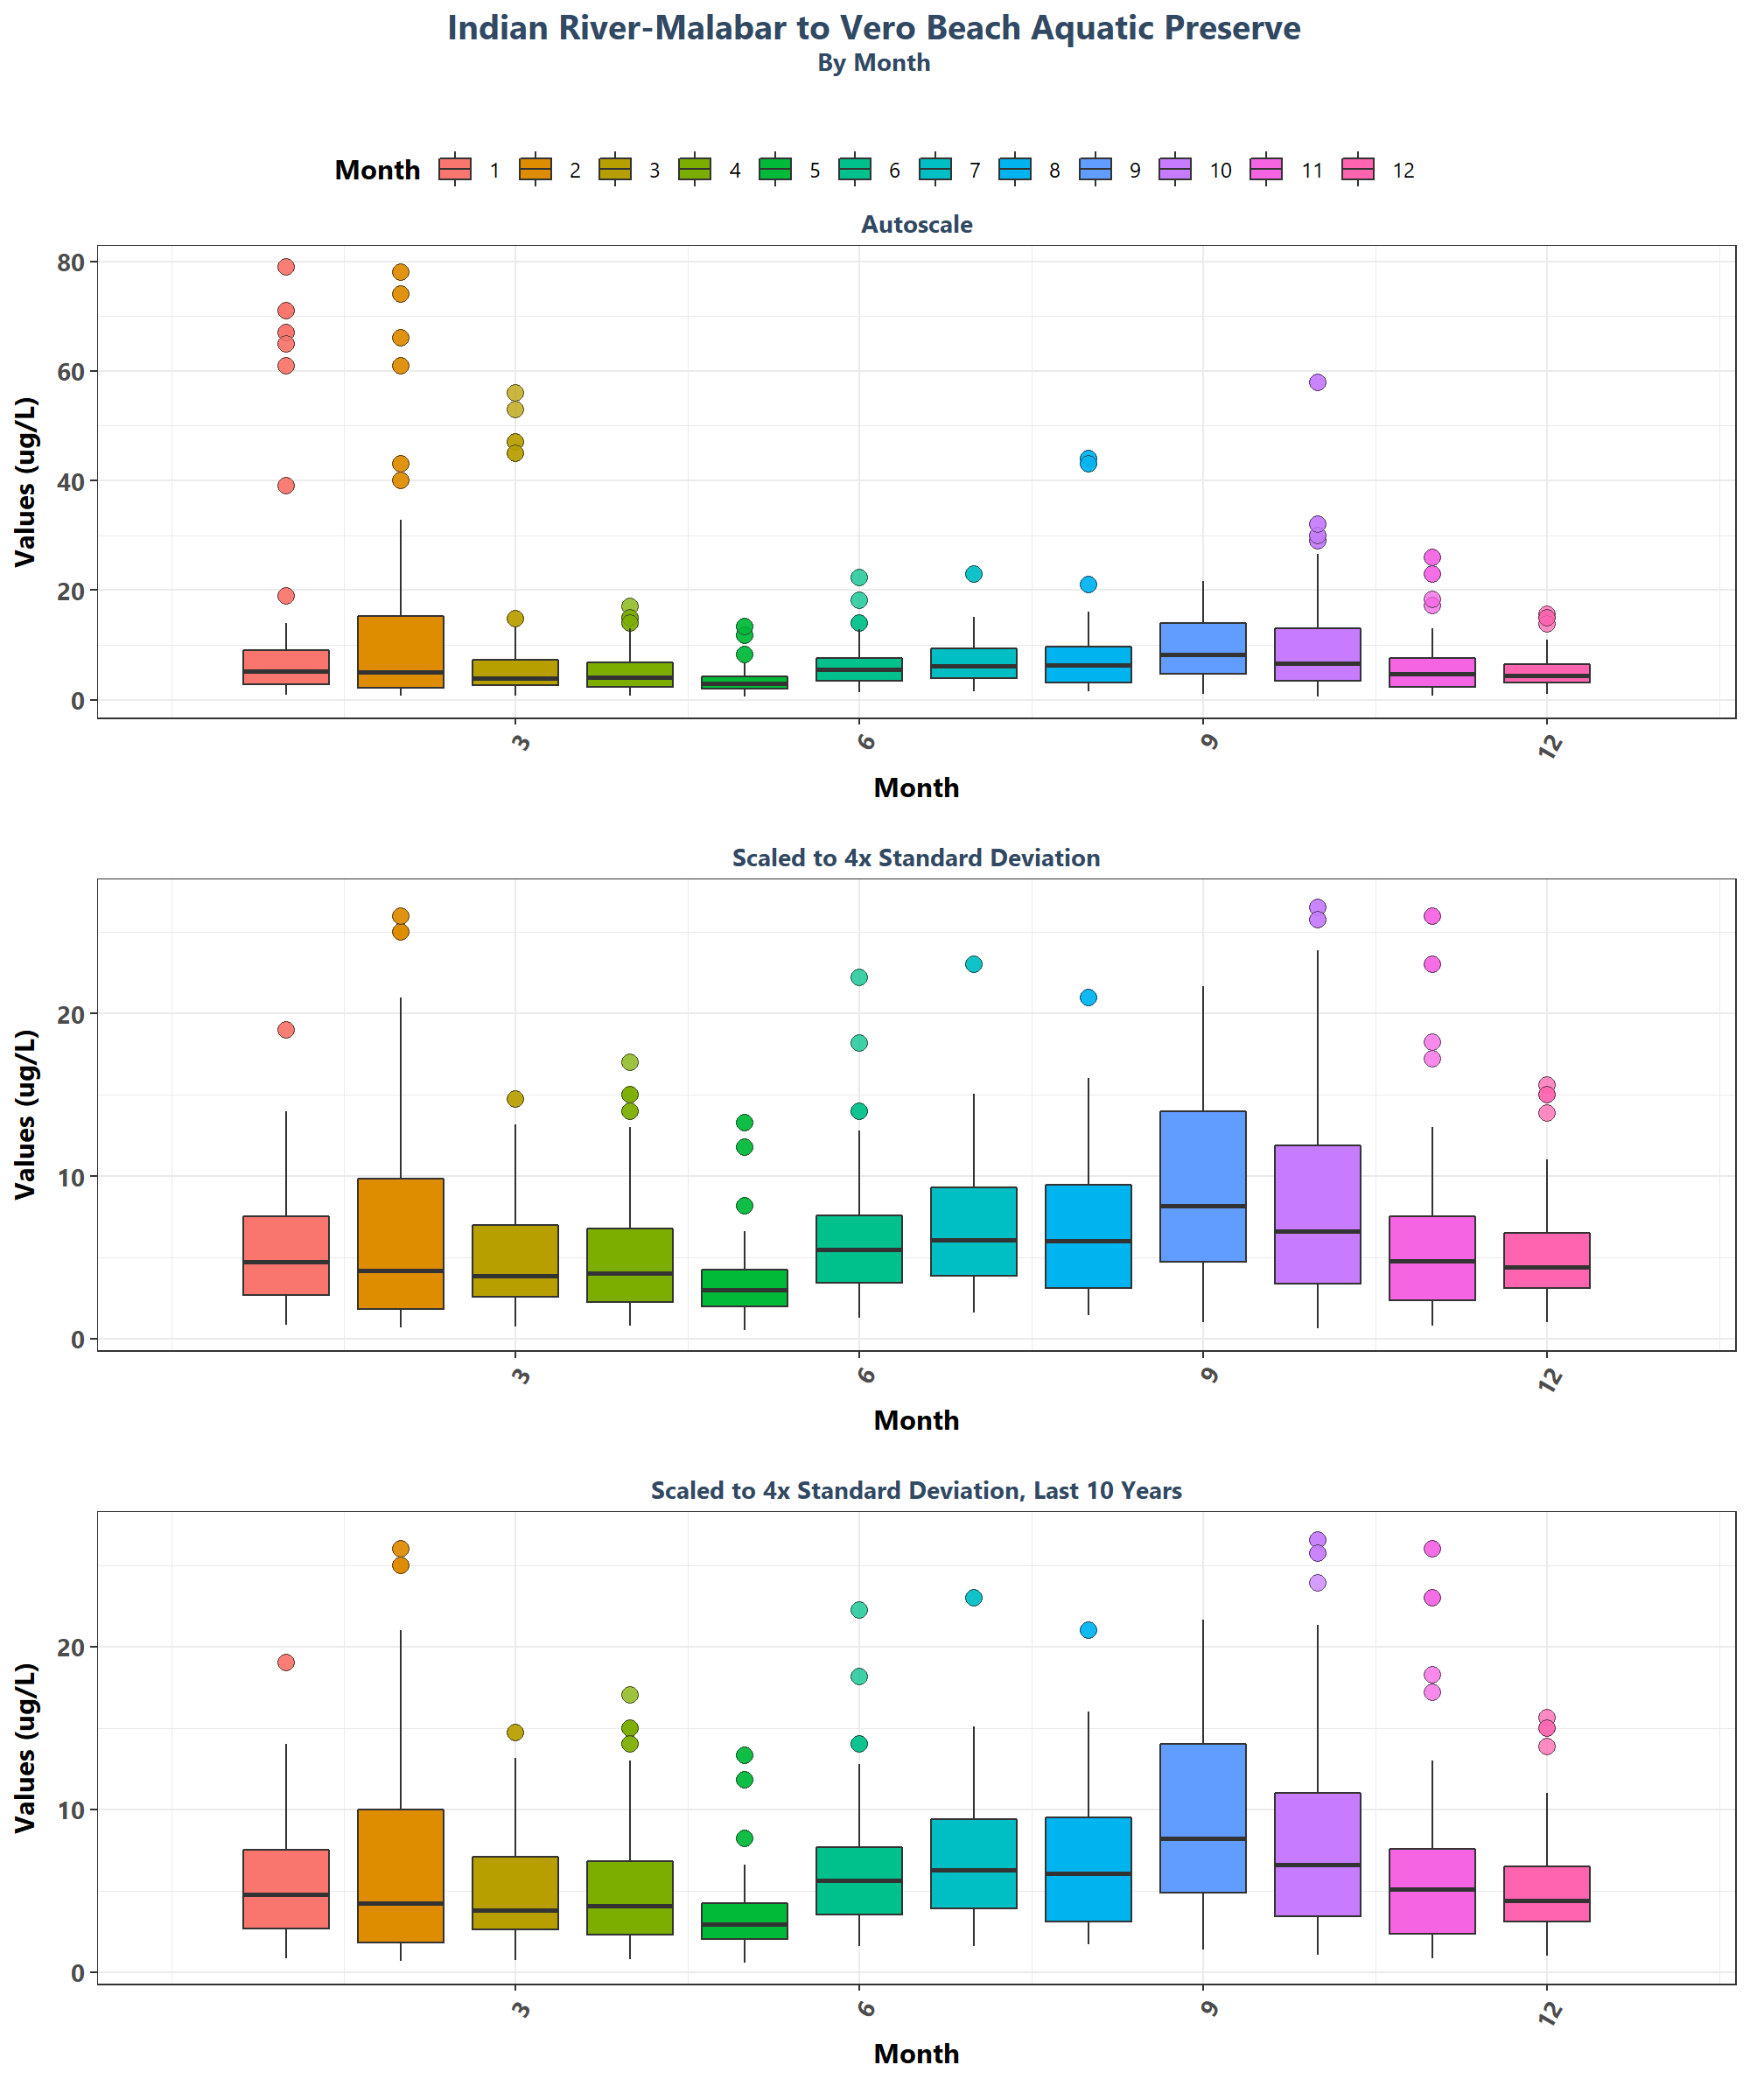 Indian River-Malabar to Vero Beach Aquatic Preserve
By Month
Month 1 2 3 4 5 6 7 8 9 10 11 12
Autoscale
Values (ug/L)
80
60
40
20
0
3 6 9 12
Month
Scaled to 4x Standard Deviation
Values (ug/L)
20
10
0
3 6 9 12
Month
Scaled to 4x Standard Deviation, Last 10 Years
Values (ug/L)
20
10
0
3 6 9 12
Month